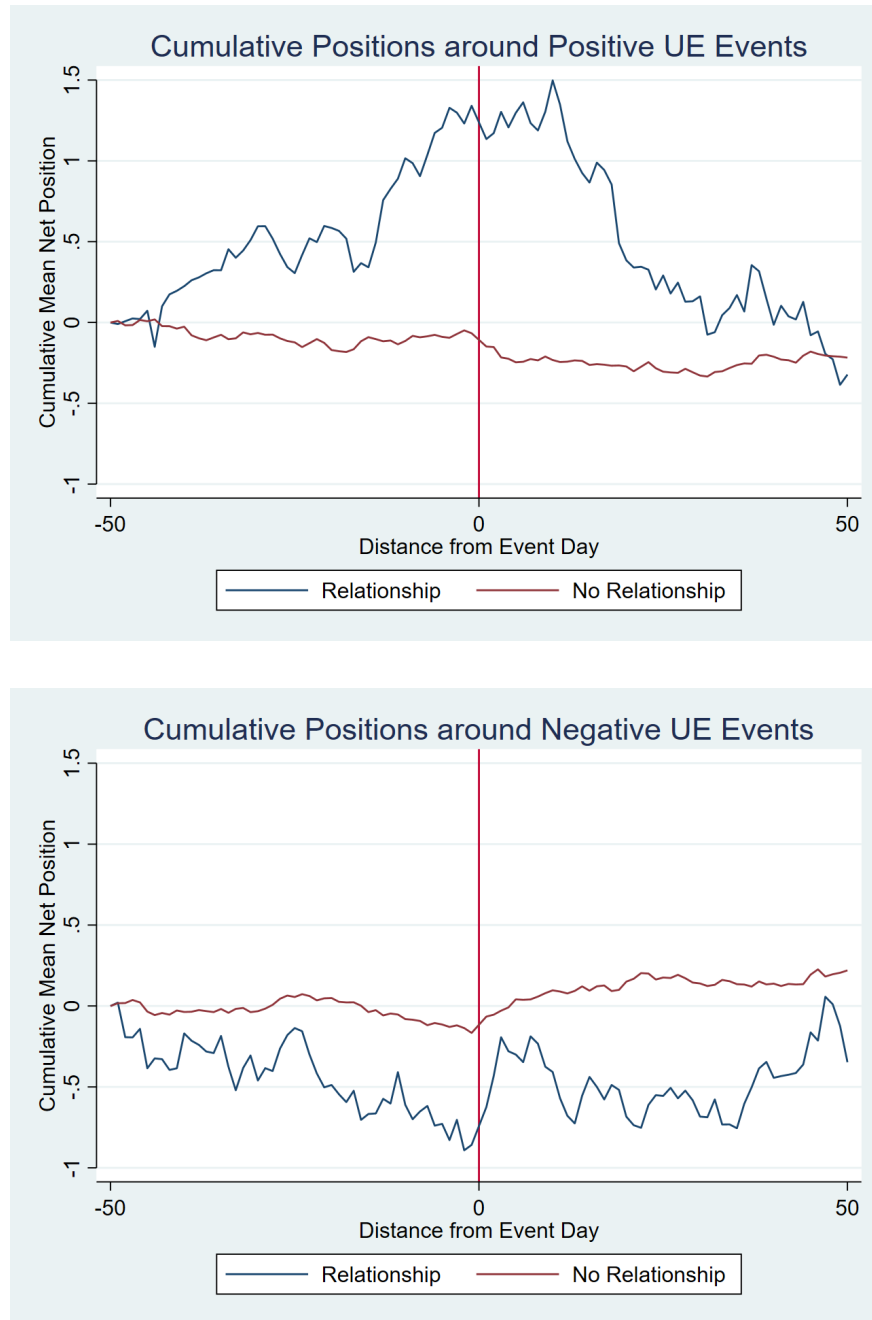 Cumulative Positions around Positive UE Events
Cumulative Mean Net Position
1.5
1
.5
0
-.5
-1
-50
0
50
Distance from Event Day
Relationship
No Relationship
Cumulative Positions around Negative UE Events
Cumulative Mean Net Position
1.5
1
.5
0
-.5
-1
-50
0
50
Distance from Event Day
Relationship
No Relationship